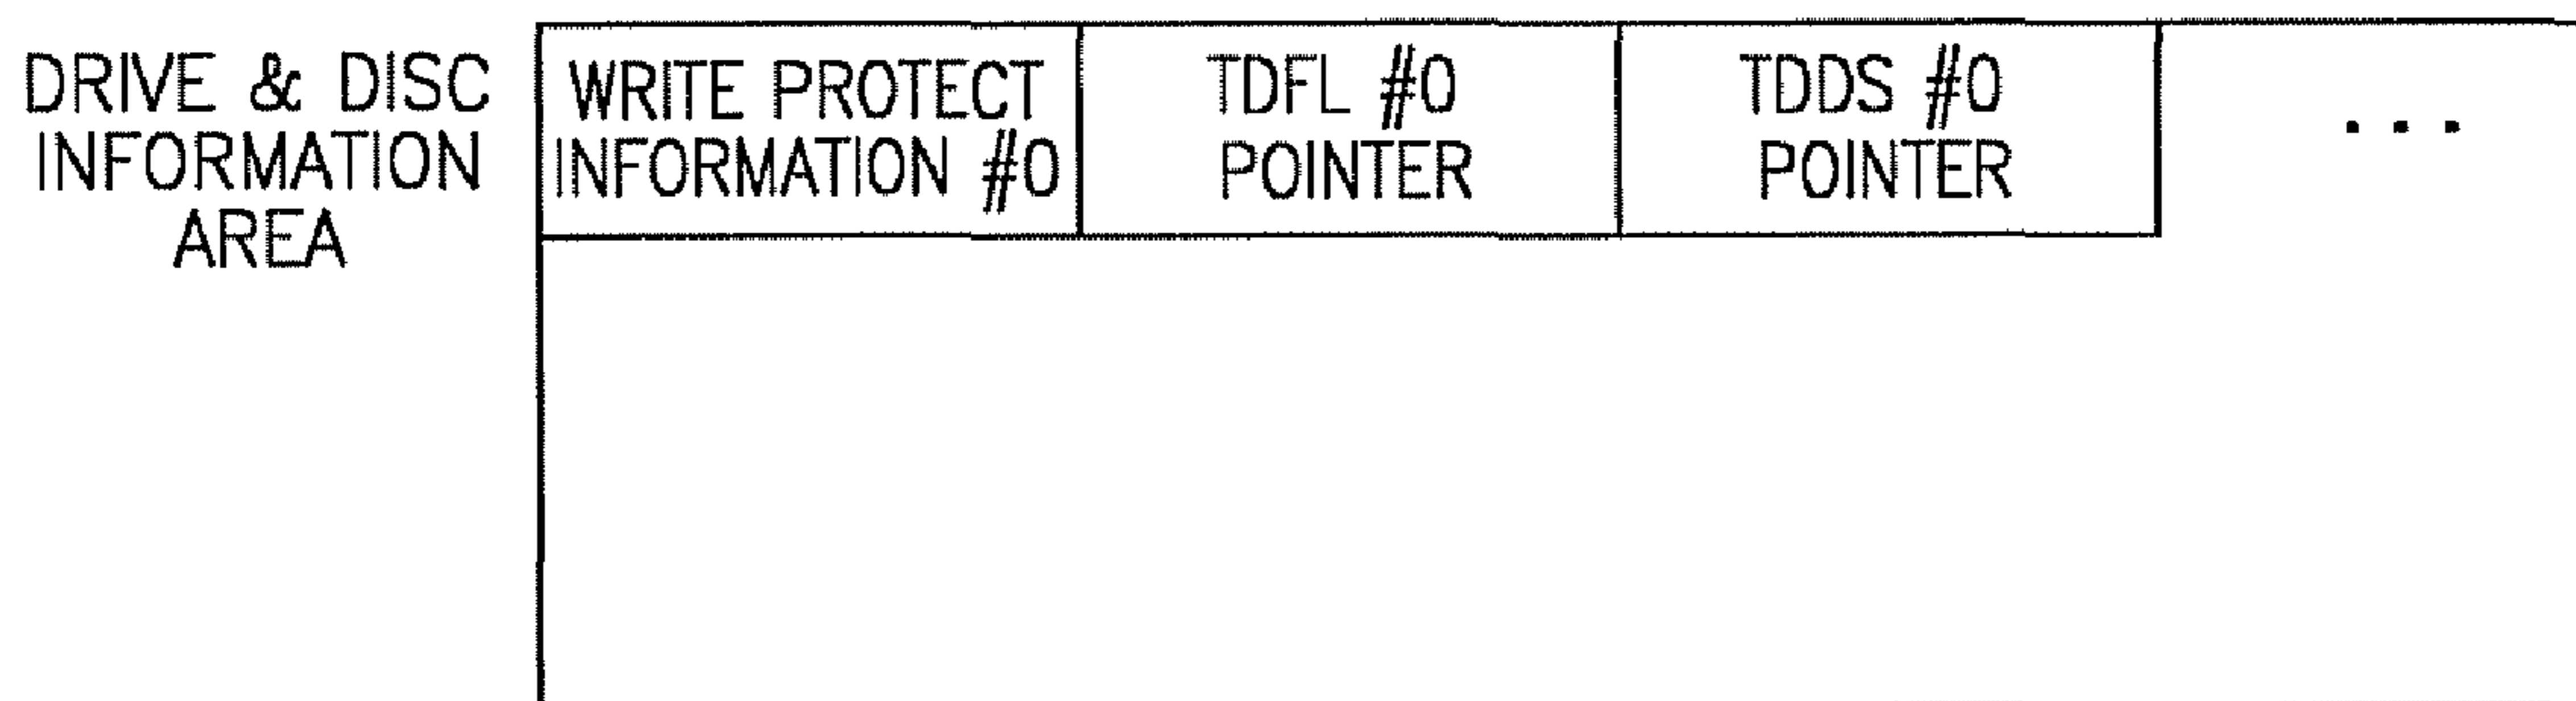 DRIVE & DISC
INFORMATION
AREA
WRITE PROTECT
INFORMATION #0
TDFL #0
POINTER
TDDS #0
POINTER
...